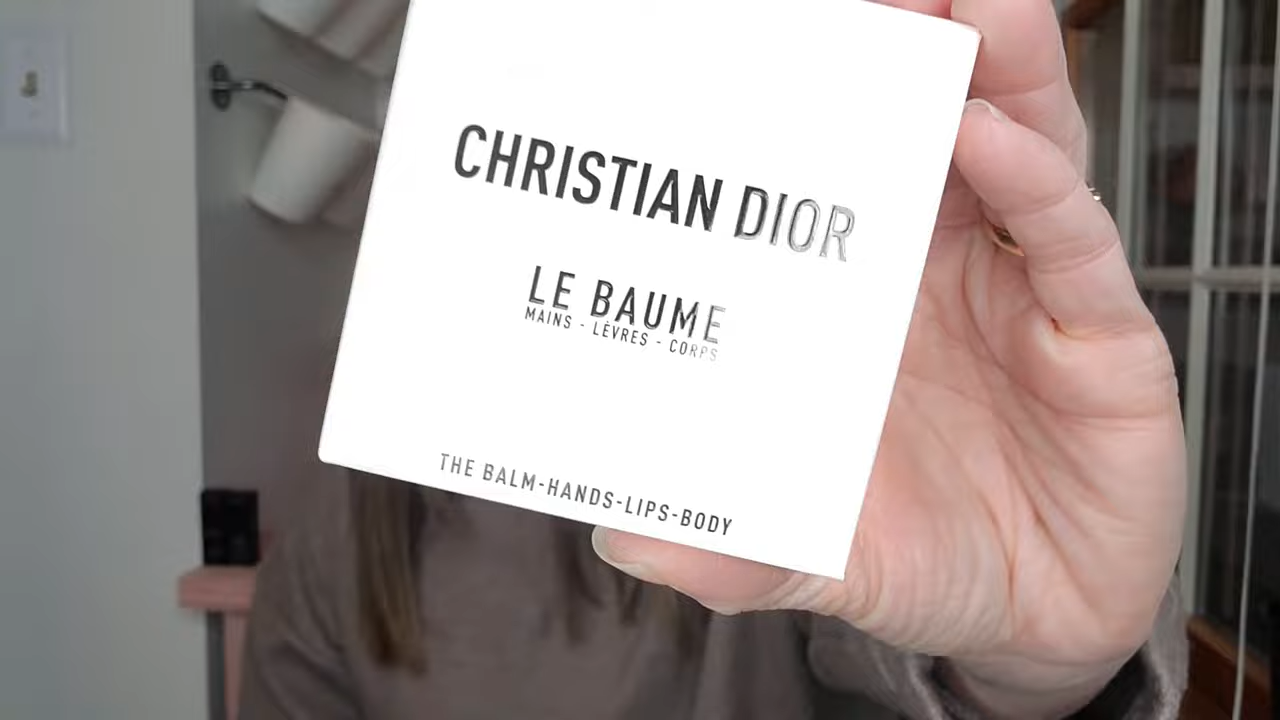 CHRISTIAN DIOR
LE BAUME
MAINS - LÈVRES - CORPS
THE BALM-HANDS-LIPS-BODY